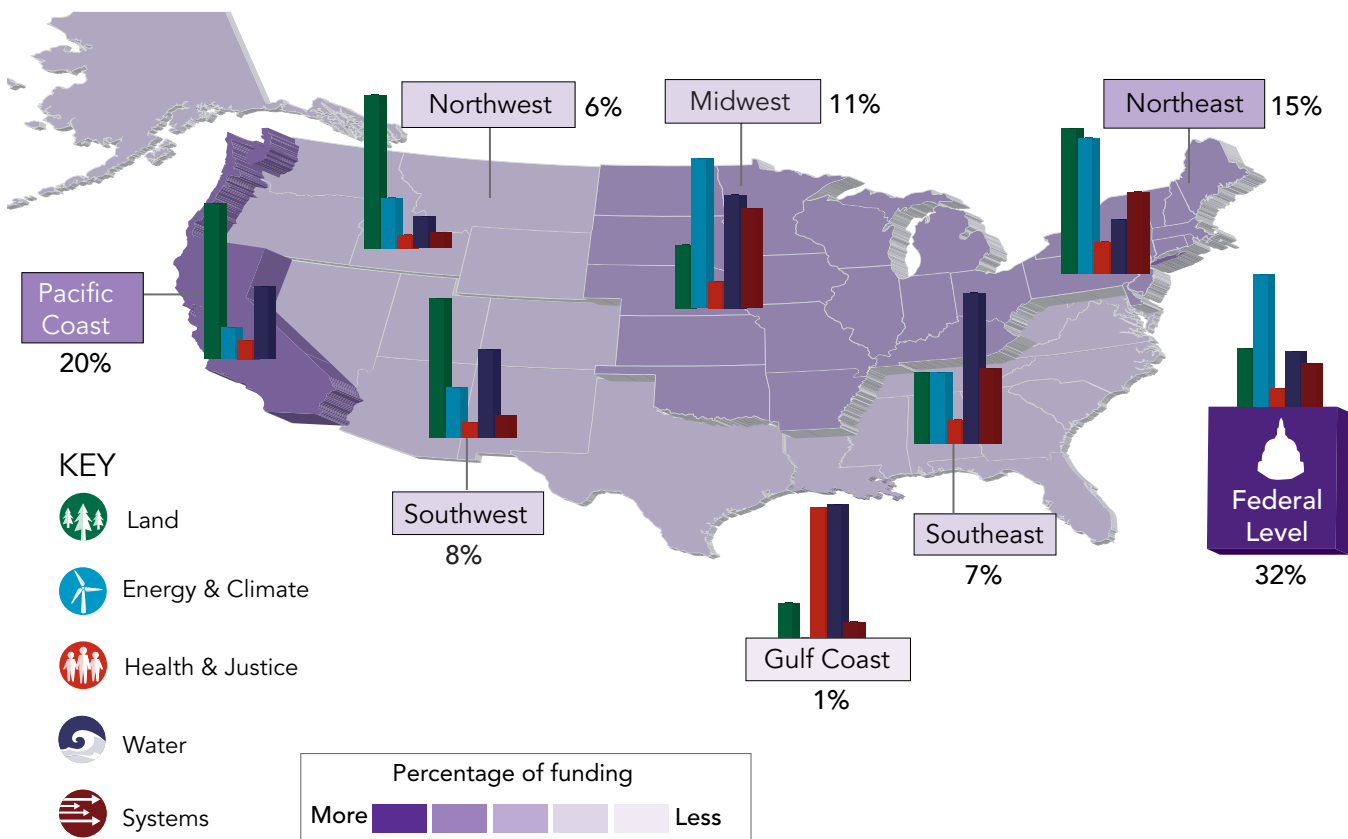 Northwest
6%
Midwest
11%
Northeast
15%
Pacific
Coast
20%
Southwest
8%
Southeast
7%
Gulf Coast
1%
Federal
Level
32%
KEY
Land
Energy & Climate
Health & Justice
Water
Systems
Percentage of funding
More
Less